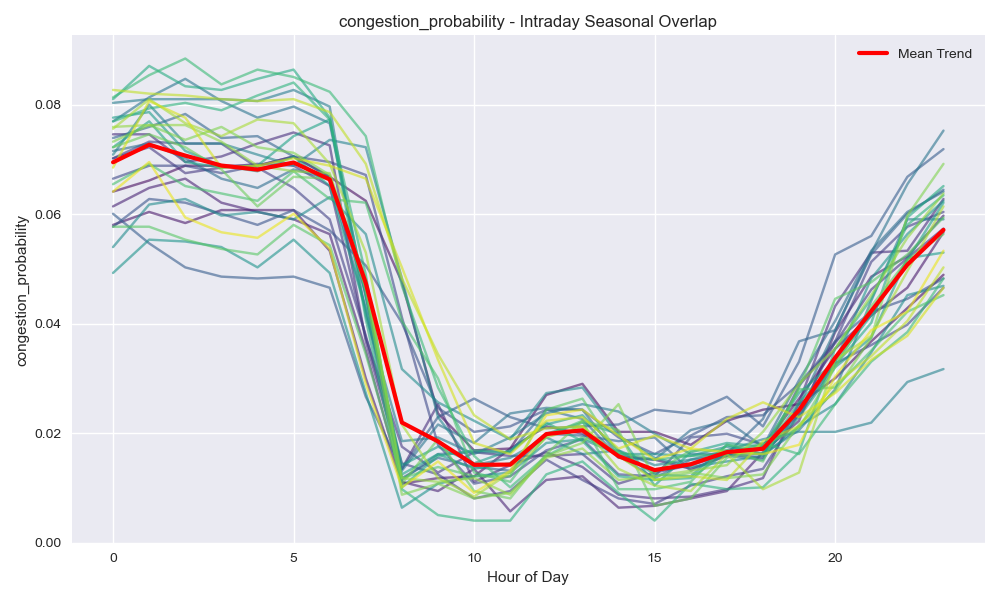 congestion_probability - Intraday Seasonal Overlap
Mean Trend
congestion_probability
0.08
0.06
0.04
0.02
0.00
0
5
10
15
20
Hour of Day